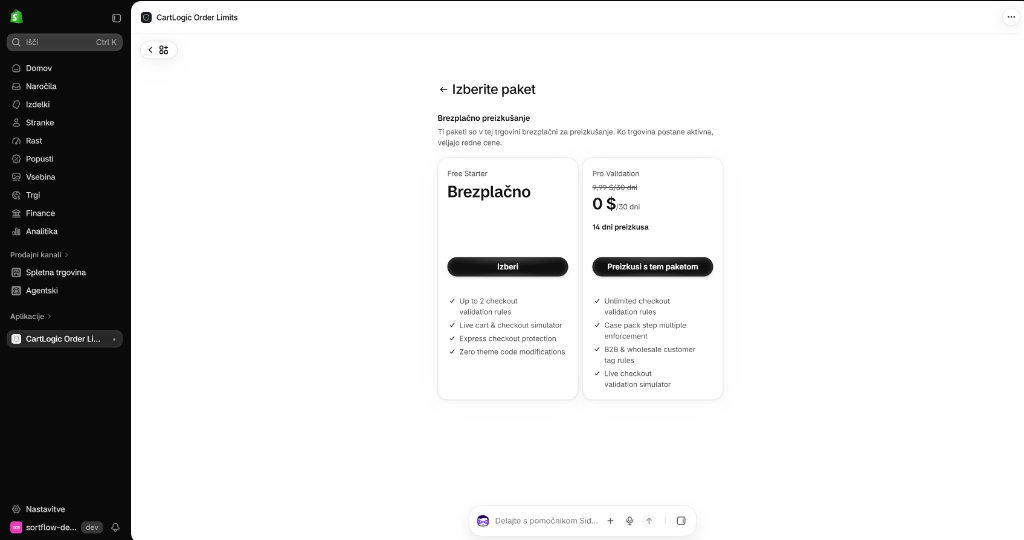 CartLogic Order Limits
Išči
Ctrl K
Domov
Naročila
Izdelki
Stranke
Rast
Popusti
Vsebina
Trgi
Finance
Analitika
Prodajni kanali
Spletna trgovina
Agentski
Aplikacije
CartLogic Order Li...
Nastavitve
sortflow-de...
dev
Izberite paket
Brezplačno preizkušanje
Ti paketi so v tej trgovini brezplačni za preizkušanje. Ko trgovina postane aktivna,
veljajo redne cene.
Free Starter
Brezplačno
Izberi
Up to 2 checkout
validation rules
Live cart & checkout simulator
Express checkout protection
Zero theme code modifications
Pro Validation
9,99 $/30 dni
0 $/30 dni
14 dni preizkusa
Preizkusi s tem paketom
Unlimited checkout
validation rules
Case pack step multiple
enforcement
B2B & wholesale customer
tag rules
Live checkout
validation simulator
Delajte s pomočnikom Sid...